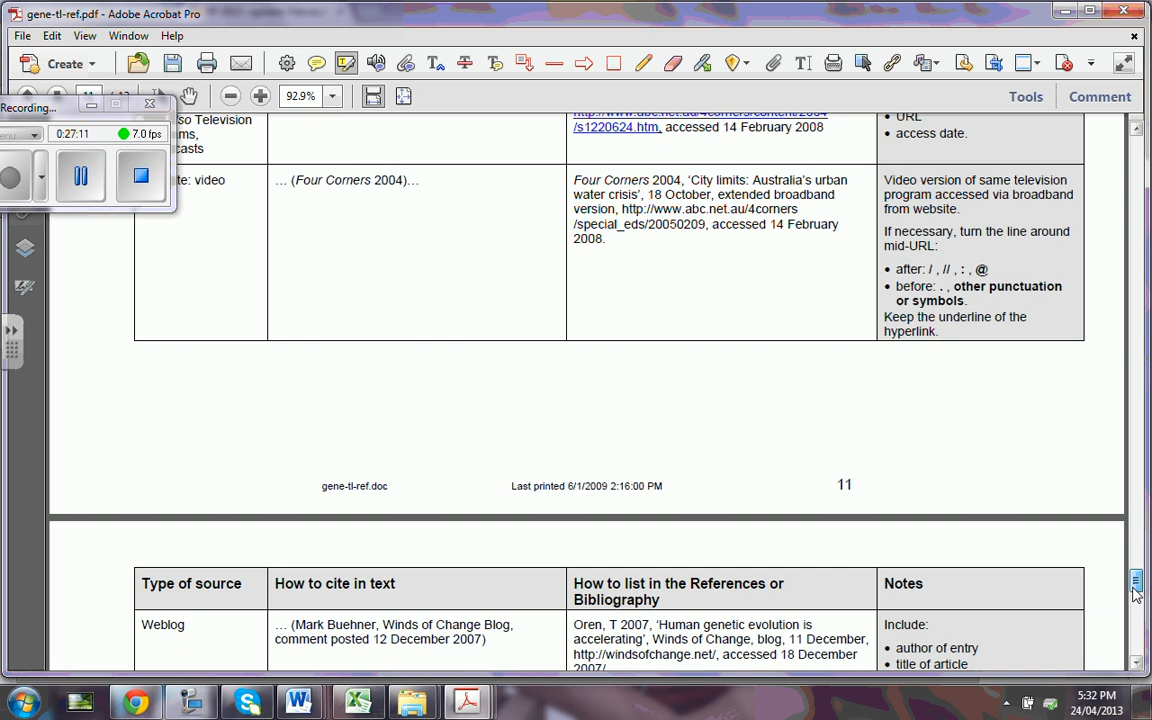 gene-tl-ref.pdf - Adobe Acrobat Pro
File Edit View Window Help
Create
92.9%
Tools Comment
Recording...
0:27:11 7.0 fps
so Television
casts
http://www.abc.net.au/4corners/content/2004
/s1220624.htm, accessed 14 February 2008
URL
• access date.
te: video
… (Four Corners 2004)…
Four Corners 2004, ‘City limits: Australia’s urban
water crisis’, 18 October, extended broadband
version, http://www.abc.net.au/4corners
/special_eds/20050209, accessed 14 February
2008.
Video version of same television
program accessed via broadband
from website.
If necessary, turn the line around
mid-URL:
• after: / , // , : , @
• before: . , other punctuation
or symbols.
Keep the underline of the
hyperlink.
gene-tl-ref.doc Last printed 6/1/2009 2:16:00 PM 11
Type of source How to cite in text How to list in the References or
Bibliography Notes
Weblog
… (Mark Buehner, Winds of Change Blog,
comment posted 12 December 2007)
Oren, T 2007, ‘Human genetic evolution is
accelerating’, Winds of Change, blog, 11 December,
http://windsofchange.net/, accessed 18 December
2007/
Include:
• author of entry
• title of article
5:32 PM
24/04/2013